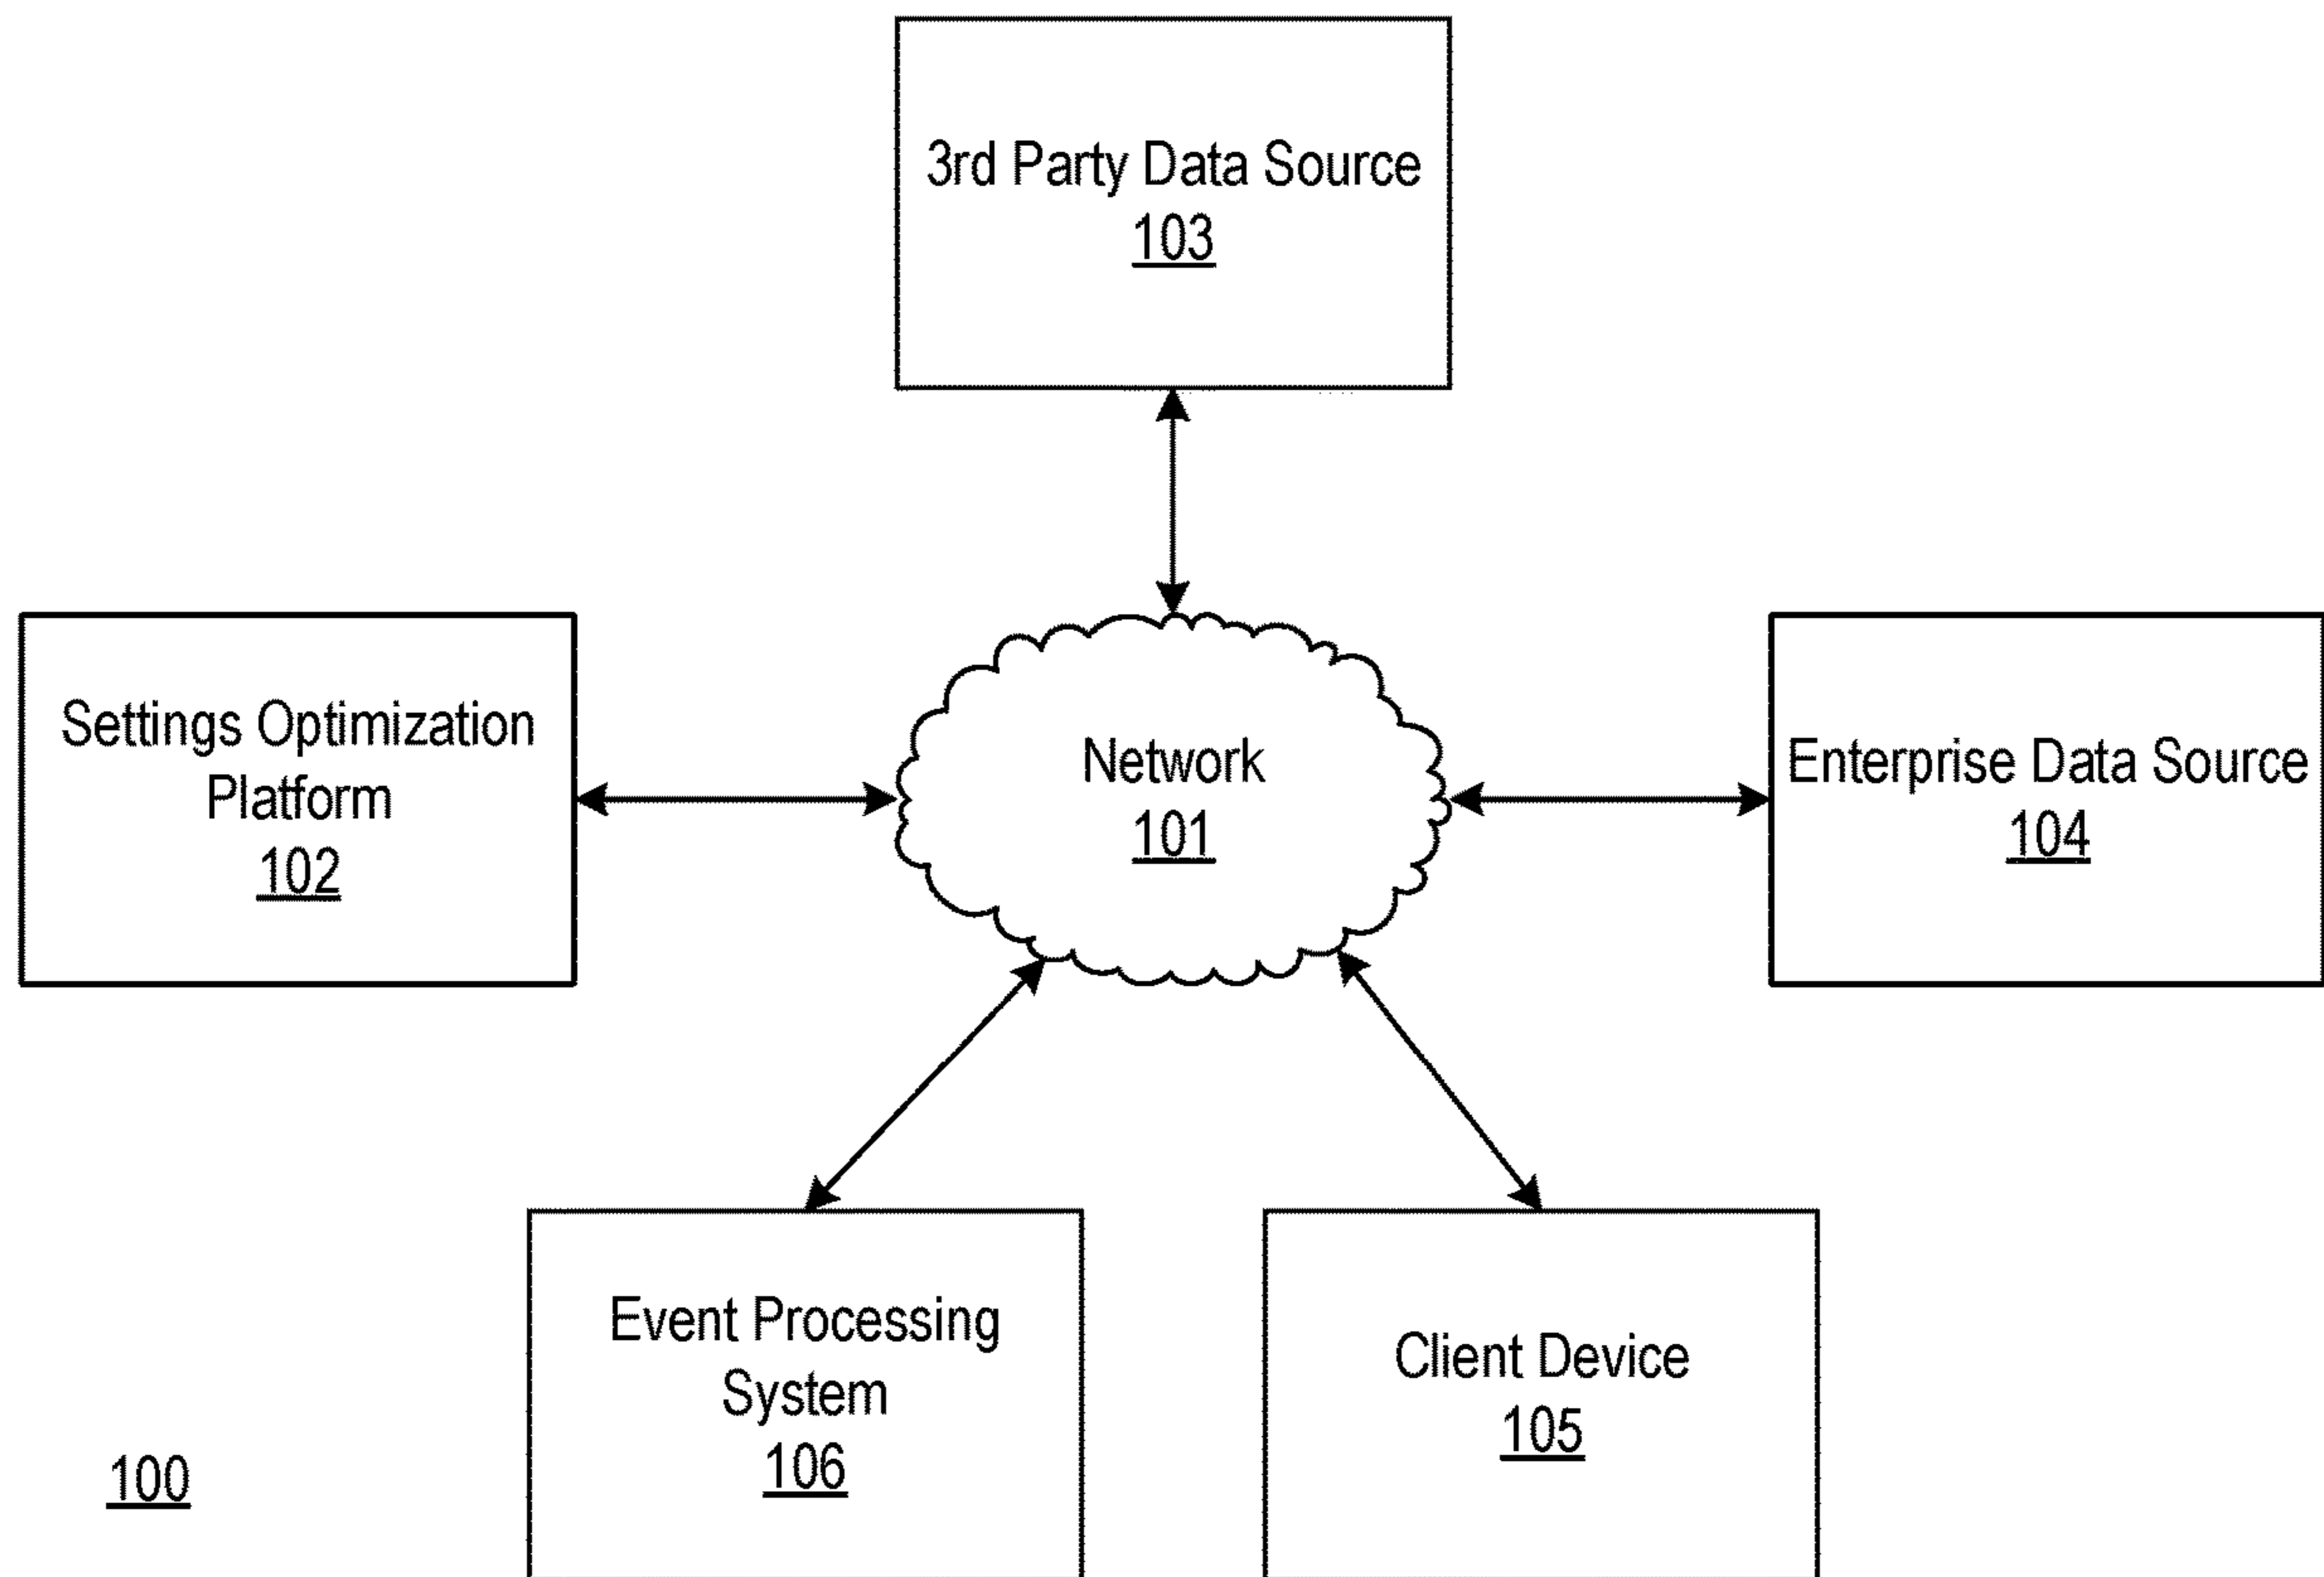 3rd Party Data Source
103
Settings Optimization
Platform
102
Network
101
Enterprise Data Source
104
Event Processing
System
106
Client Device
105
100